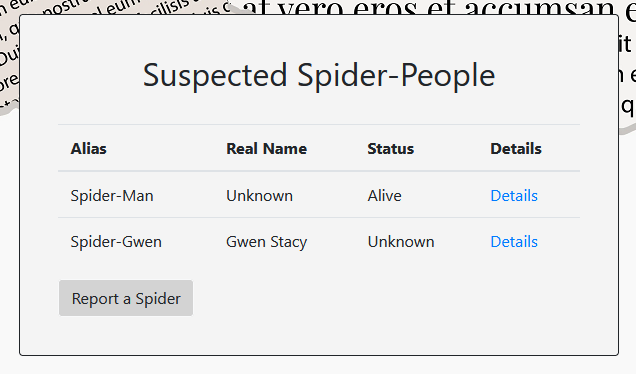 at vero eros et accumsan e
Suspected Spider-People
Alias Real Name Status Details
Spider-Man Unknown Alive Details
Spider-Gwen Gwen Stacy Unknown Details
Report a Spider